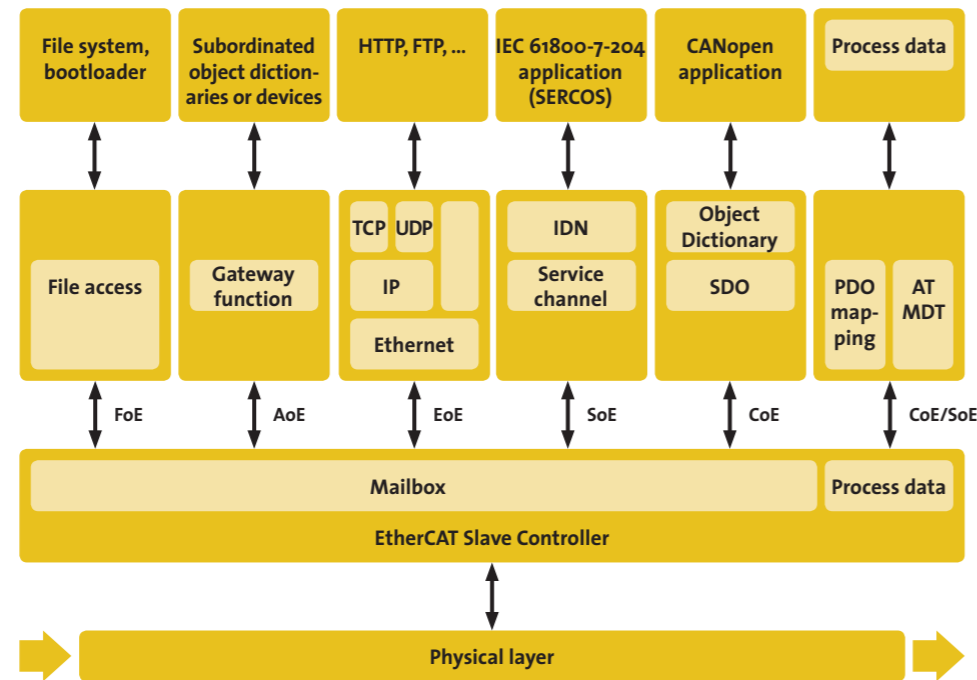 File system,
bootloader
Subordinated
object diction-
aries or devices
HTTP, FTP, ...
IEC 61800-7-204
application
(SERCOS)
CANopen
application
Process data
File access
Gateway
function
TCP
UDP
IP
Ethernet
IDN
Service
channel
Object
Dictionary
SDO
PDO
map-
ping
AT
MDT
FoE
AoE
EoE
SoE
CoE
CoE/SoE
Mailbox
Process data
EtherCAT Slave Controller
Physical layer